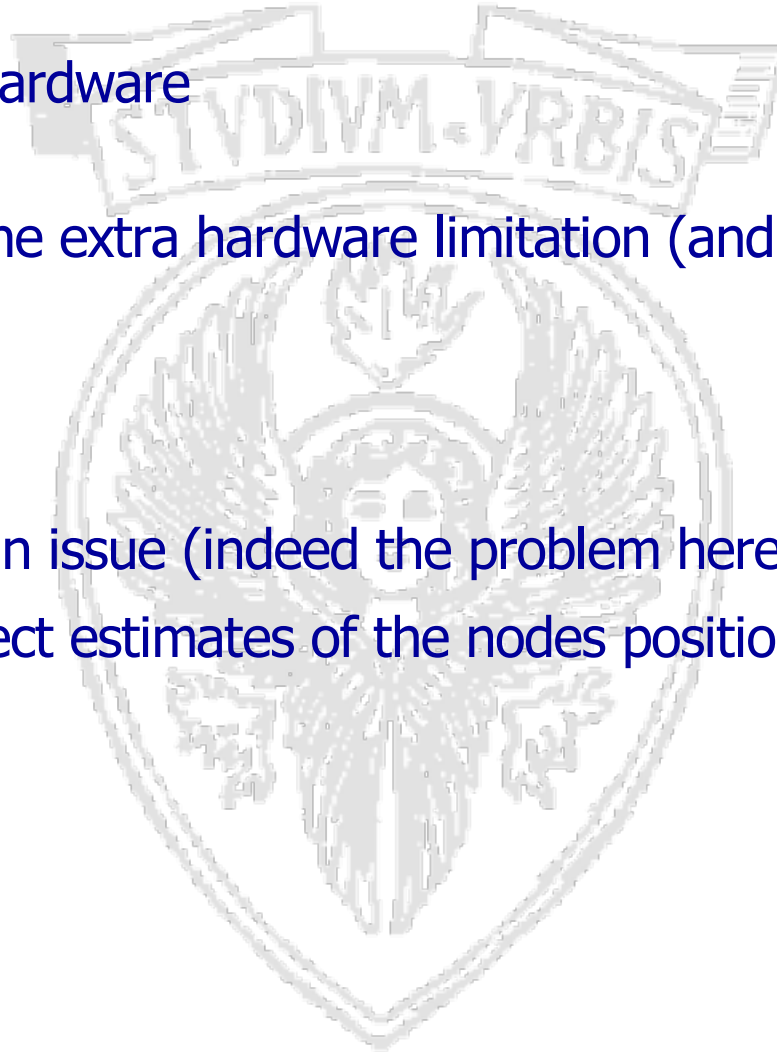 STVDIVM VRBIS
ardware
ne extra hardware limitation (and
n issue (indeed the problem here
ect estimates of the nodes positio